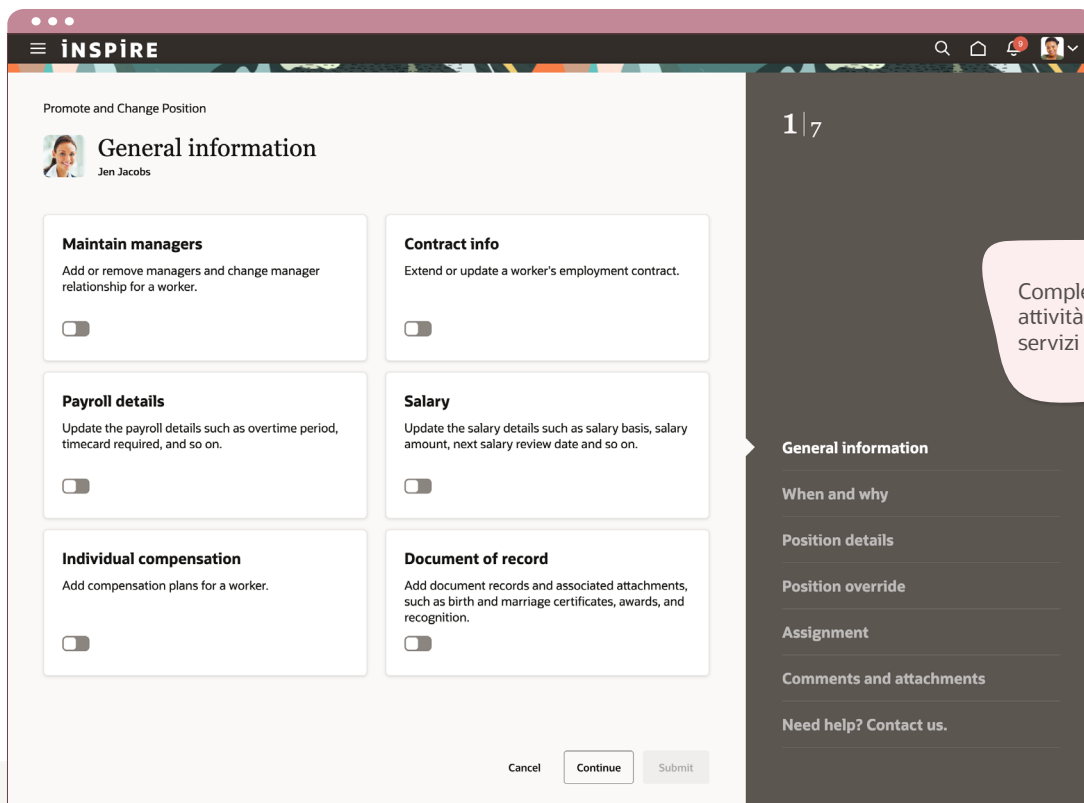 iNSPiRE
9
Promote and Change Position
General information
Jen Jacobs
Maintain managers
Add or remove managers and change manager
relationship for a worker.
Contract info
Extend or update a worker's employment contract.
Payroll details
Update the payroll details such as overtime period,
timecard required, and so on.
Salary
Update the salary details such as salary basis, salary
amount, next salary review date and so on.
Individual compensation
Add compensation plans for a worker.
Document of record
Add document records and associated attachments,
such as birth and marriage certificates, awards, and
recognition.
Cancel
Continue
Submit
1|7
attività
servizi
General information
When and why
Position details
Position override
Assignment
Comments and attachments
Need help? Contact us.